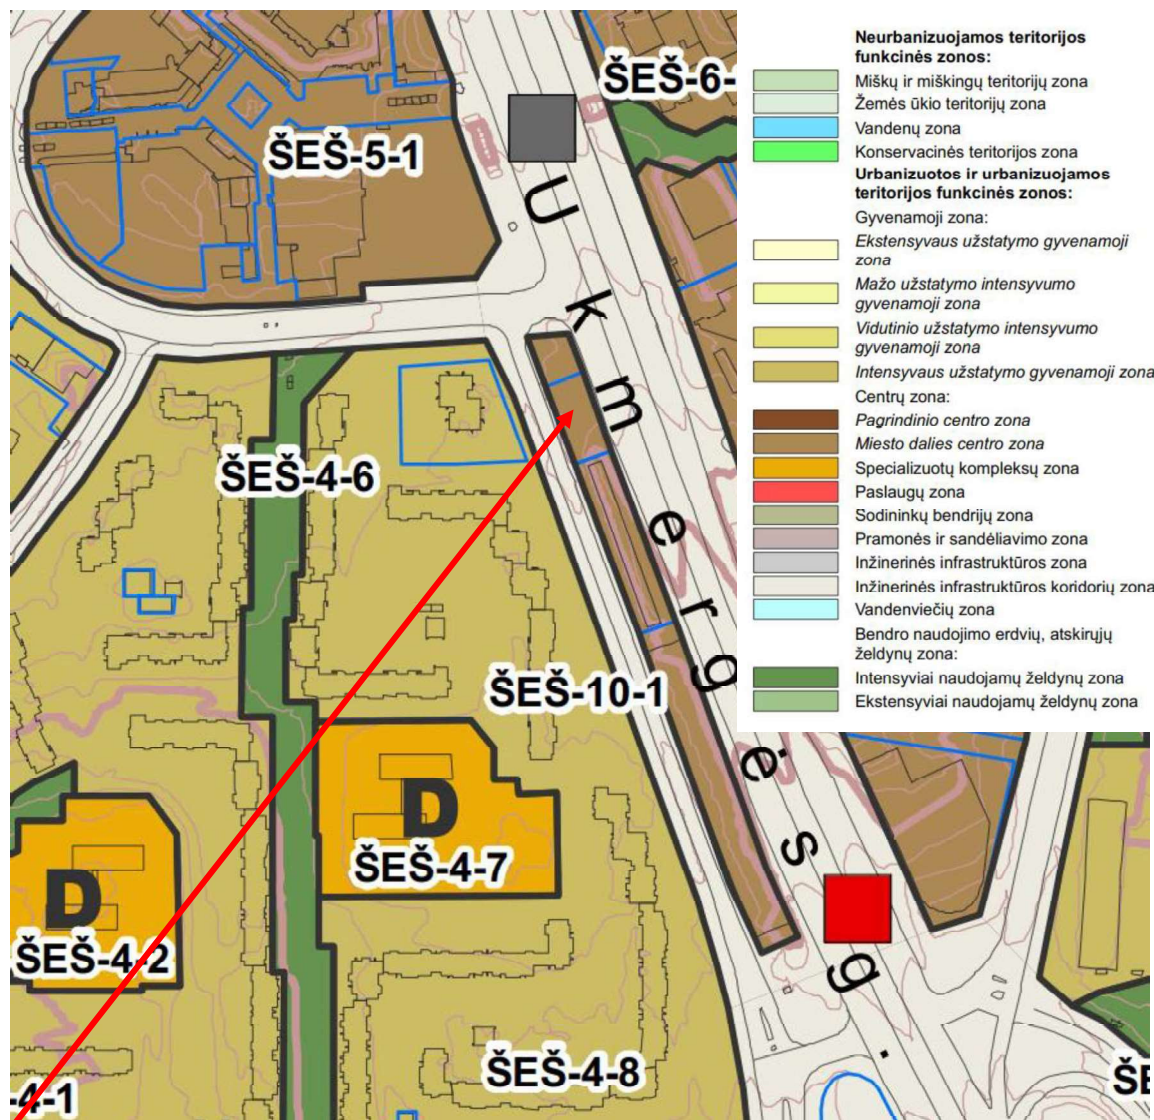 ŠEŠ-6-
ŠEŠ-5-1
Ukmergės g
ŠEŠ-4-6
ŠEŠ-10-1
D
ŠEŠ-4-7
D
ŠEŠ-4-2
ŠEŠ-4-8
-4-1
ŠE
Neurbanizuojamos teritorijos
funkcinės zonos:
Miškų ir miškingų teritorijų zona
Žemės ūkio teritorijų zona
Vandenų zona
Konservacinės teritorijos zona
Urbanizuotos ir urbanizuojamos
teritorijos funkcinės zonos:
Gyvenamoji zona:
Ekstensyvaus užstatymo gyvenamoji
zona
Mažo užstatymo intensyvumo
gyvenamoji zona
Vidutinio užstatymo intensyvumo
gyvenamoji zona
Intensyvaus užstatymo gyvenamoji zona
Centrų zona:
Pagrindinio centro zona
Miesto dalies centro zona
Specializuotų kompleksų zona
Paslaugų zona
Sodininkų bendrijų zona
Pramonės ir sandėliavimo zona
Inžinerinės infrastruktūros zona
Inžinerinės infrastruktūros koridorių zona
Vandenviečių zona
Bendro naudojimo erdvių, atskirųjų
želdynų zona:
Intensyviai naudojamų želdynų zona
Ekstensyviai naudojamų želdynų zona